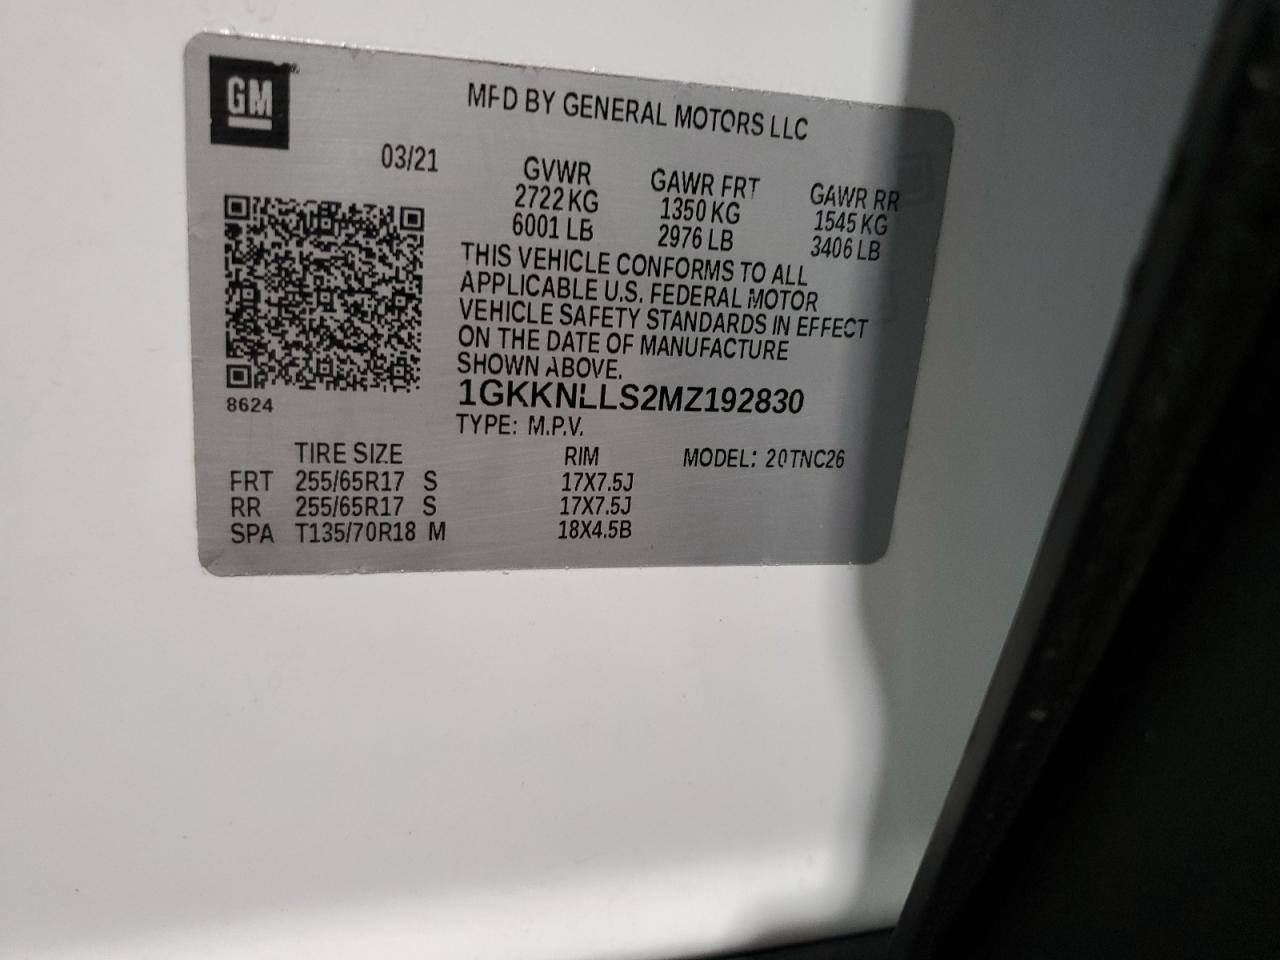 GM
MFD BY GENERAL MOTORS LLC
03/21
GVWR GAWR FRT GAWR RR
2722 KG 1350 KG 1545 KG
6001 LB 2976 LB 3406 LB
THIS VEHICLE CONFORMS TO ALL
APPLICABLE U.S. FEDERAL MOTOR
VEHICLE SAFETY STANDARDS IN EFFECT
ON THE DATE OF MANUFACTURE
SHOWN ABOVE.
1GKKNLLS2MZ192830
8624
TYPE: M.P.V.
TIRE SIZE RIM MODEL: 20TNC26
FRT 255/65R17 S 17X7.5J
RR 255/65R17 S 17X7.5J
SPA T135/70R18 M 18X4.5B